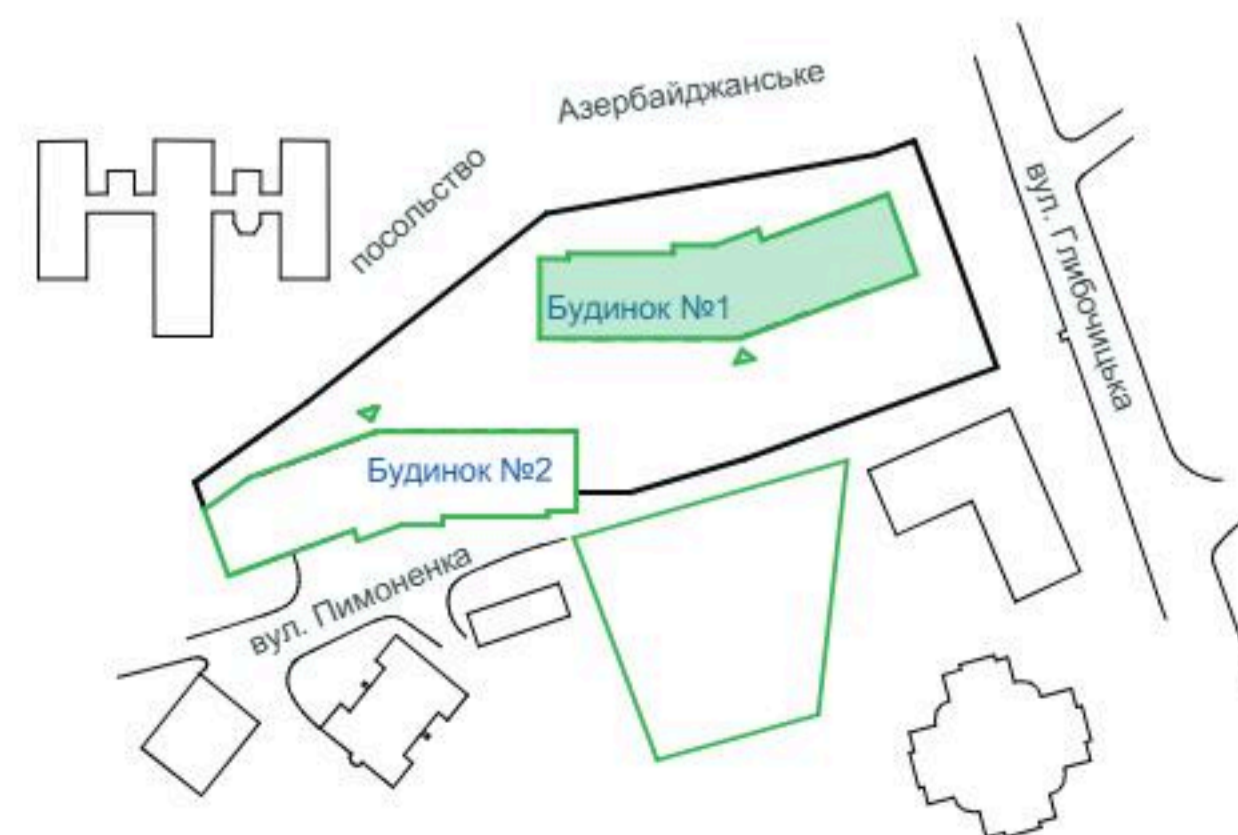 Азербайджанське
посольство
вул. Глибочицька
Будинок №1
Будинок №2
вул. Пимоненка